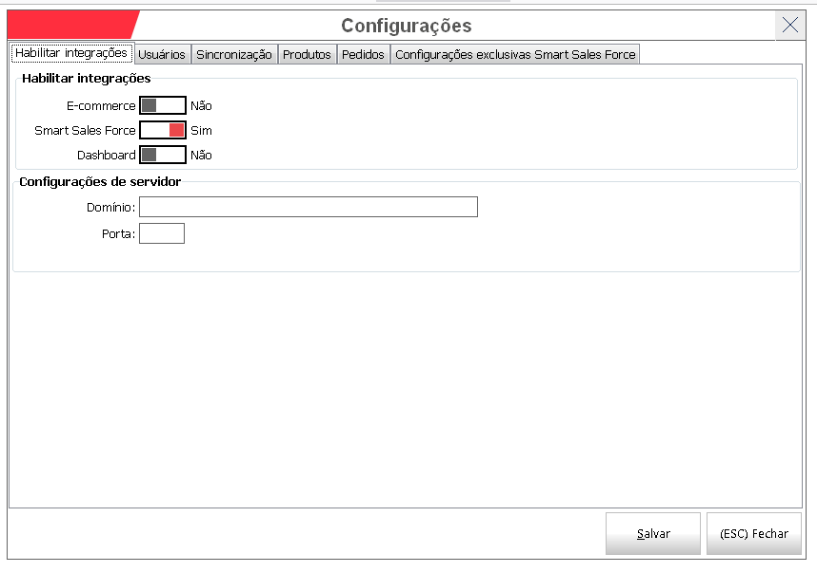 Configurações
Habilitar integrações Usuários Sincronização Produtos Pedidos Configurações exclusivas Smart Sales Force
Habilitar integrações
E-commerce Não
Smart Sales Force Sim
Dashboard Não
Configurações de servidor
Domínio:
Porta:
Salvar (ESC) Fechar